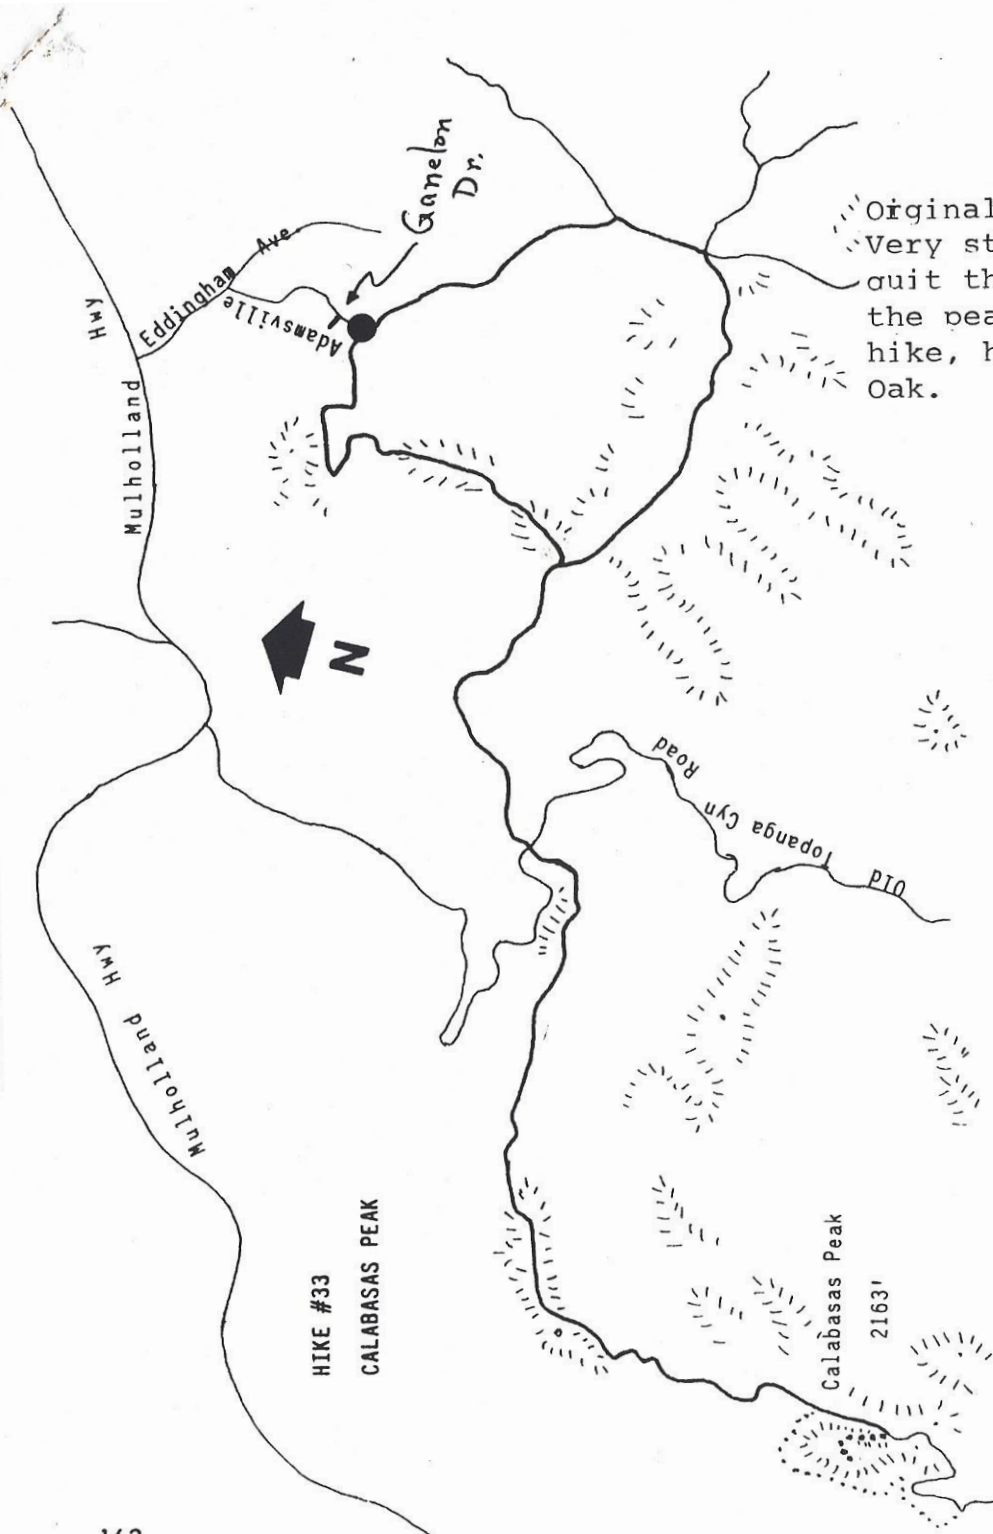 Ganelon
Dr.
Eddingham Ave.
Adamsville
Mulholland Hwy
Orginal
Very st
quit th
the pea
hike, h
Oak.
N
Old Topanga Cyn Road
Mulholland Hwy
HIKE #33
CALABASAS PEAK
Calabasas Peak
2163'